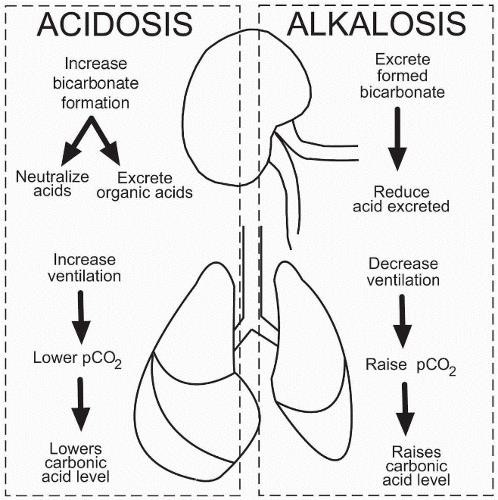 ACIDOSIS
Increase
bicarbonate
formation
Neutralize
acids
Excrete
organic acids
Increase
ventilation
Lower pCO2
Lowers
carbonic
acid level
ALKALOSIS
Excrete
formed
bicarbonate
Reduce
acid excreted
Decrease
ventilation
Raise pCO2
Raises
carbonic
acid level